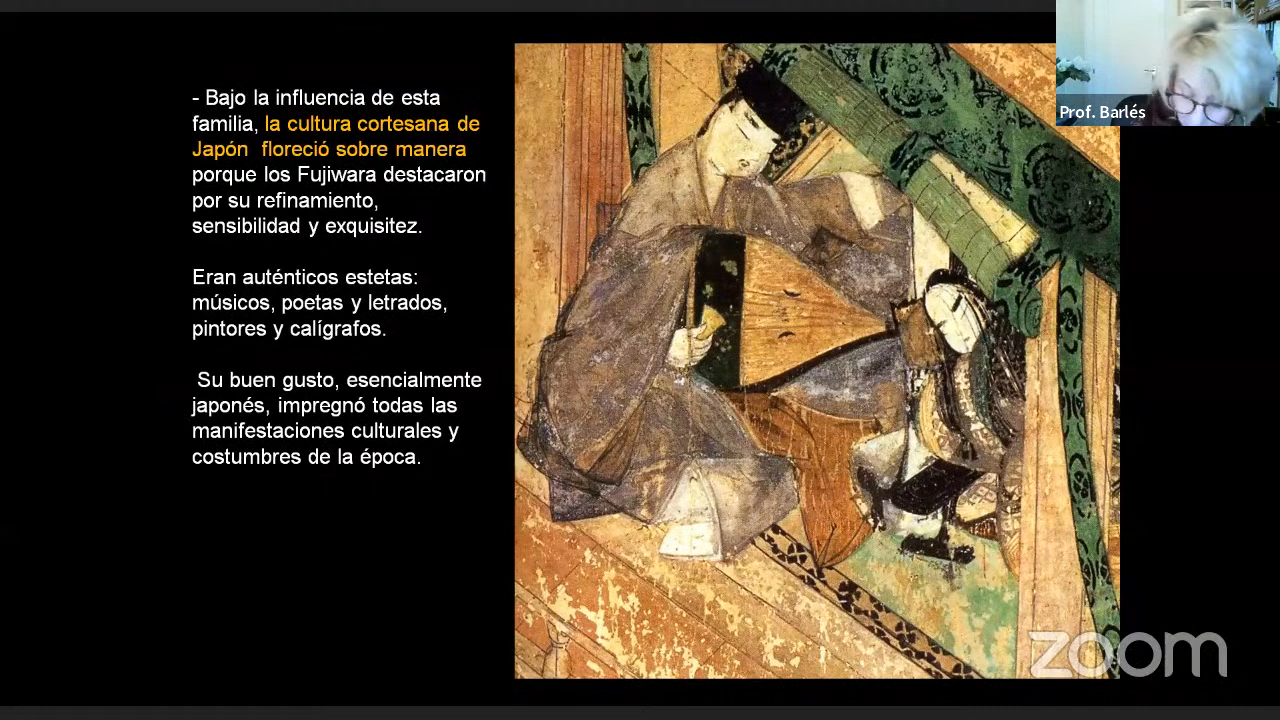 - Bajo la influencia de esta
familia, la cultura cortesana de
Japón  floreció sobre manera
porque los Fujiwara destacaron
por su refinamiento,
sensibilidad y exquisitez.
Eran auténticos estetas:
músicos, poetas y letrados,
pintores y calígrafos.
Su buen gusto, esencialmente
japonés, impregnó todas las
manifestaciones culturales y
costumbres de la época.
Prof. Barlés
zoom